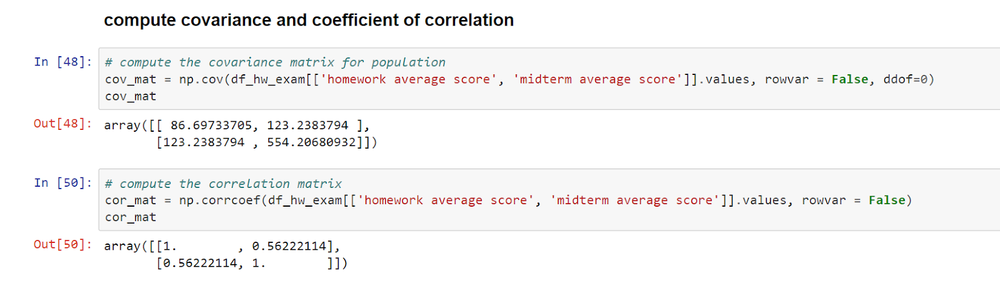 compute covariance and coefficient of correlation
In [48]: # compute the covariance matrix for population
cov_mat = np.cov(df_hw_exam[['homework average score', 'midterm average score']].values, rowvar = False, ddof=0)
cov_mat
Out[48]: array([[ 86.69733705, 123.2383794 ],
       [123.2383794 , 554.20680932]])
In [50]: # compute the correlation matrix
cor_mat = np.corrcoef(df_hw_exam[['homework average score', 'midterm average score']].values, rowvar = False)
cor_mat
Out[50]: array([[1.        , 0.56222114],
       [0.56222114, 1.        ]])